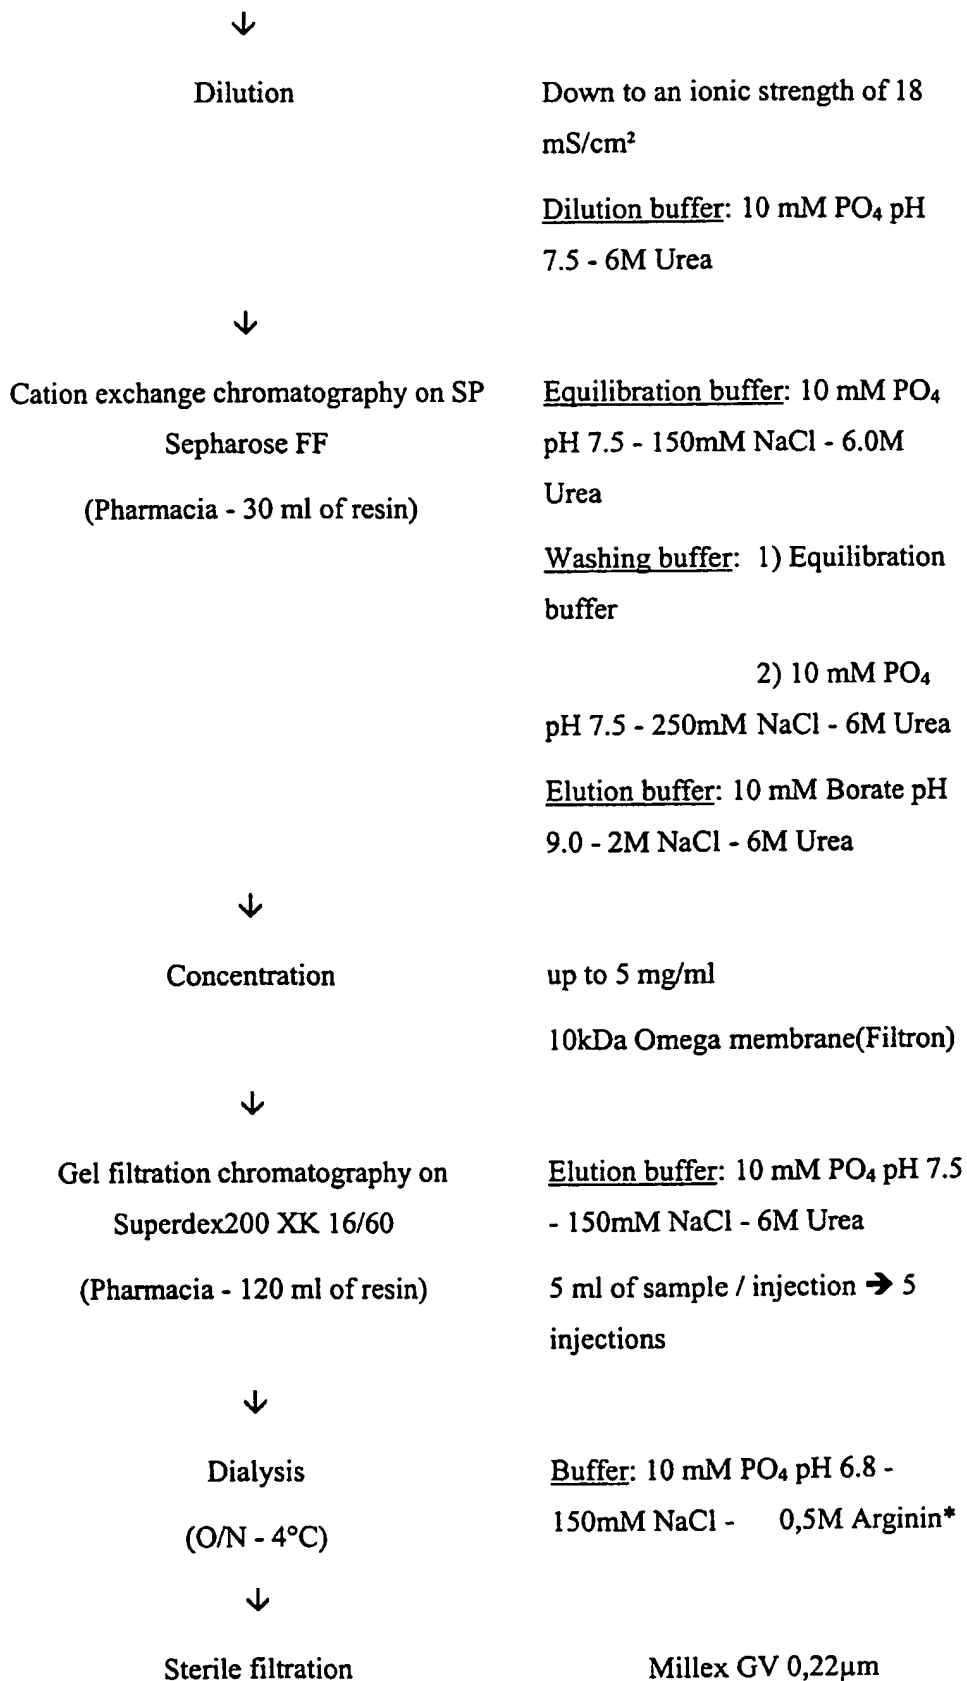 ↓
Dilution
Down to an ionic strength of 18
mS/cm²
Dilution buffer: 10 mM PO₄ pH
7.5 - 6M Urea
↓
Cation exchange chromatography on SP
Sepharose FF
(Pharmacia - 30 ml of resin)
Equilibration buffer: 10 mM PO₄
pH 7.5 - 150mM NaCl - 6.0M
Urea
Washing buffer: 1) Equilibration
buffer
2) 10 mM PO₄
pH 7.5 - 250mM NaCl - 6M Urea
Elution buffer: 10 mM Borate pH
9.0 - 2M NaCl - 6M Urea
↓
Concentration
up to 5 mg/ml
10kDa Omega membrane(Filtron)
↓
Gel filtration chromatography on
Superdex200 XK 16/60
(Pharmacia - 120 ml of resin)
Elution buffer: 10 mM PO₄ pH 7.5
- 150mM NaCl - 6M Urea
5 ml of sample / injection ➔ 5
injections
↓
Dialysis
(O/N - 4°C)
Buffer: 10 mM PO₄ pH 6.8 -
150mM NaCl - 0,5M Arginin*
↓
Sterile filtration
Millex GV 0,22µm